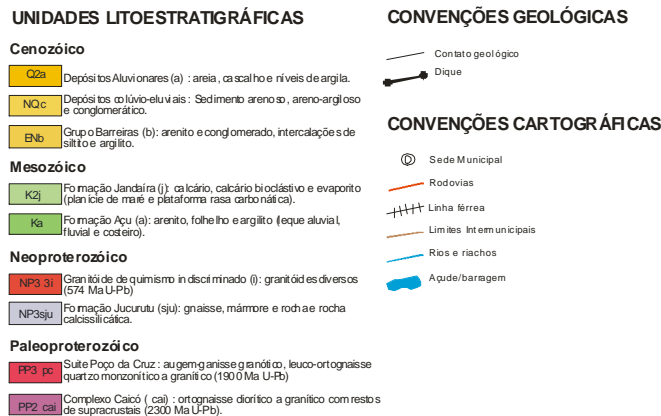 UNIDADES LITOESTRATIGRÁFICAS
Cenozóico
Q2a
Depósitos Aluvionares (a) : areia, cascalho e níveis de argila.
NQc
Depósitos colúvio-eluviais : Sedimento arenoso, areno-argiloso
e conglomerático.
ENb
Grupo Barreiras (b): arenito e conglomerado, intercalações de
siltito e argilito.
Mesozóico
K2j
Formação Jandaíra (j): calcário, calcário bioclástivo e evaporito
(planície de maré e plataforma rasa carbonática).
Ka
Formação Açu (a): arenito, folhelho e argilito (leque aluvial,
fluvial e costeiro).
Neoproterozóico
NP3 3i
Granitóide de quimismo indiscriminado (i): granitóides diversos
(574 Ma U-Pb)
NP3sju
Formação Jucurutu (sju): gnaisse, mármore e rocha e rocha
calcissilicática.
Paleoproterozóico
PP3 pc
Suite Poço da Cruz : augem-ganisse granótico, leuco-ortognaisse
quartzo monzonítico a granítico (1900 Ma U-Pb)
PP2 cai
Complexo Caicó ( cai) : ortognaisse diorítico a granítico com restos
de supracrustais (2300 Ma U-Pb).
CONVENÇÕES GEOLÓGICAS
Contato geológico
Dique
CONVENÇÕES CARTOGRÁFICAS
Sede Municipal
Rodovias
Linha férrea
Limites Intermunicipais
Rios e riachos
Açude/barragem